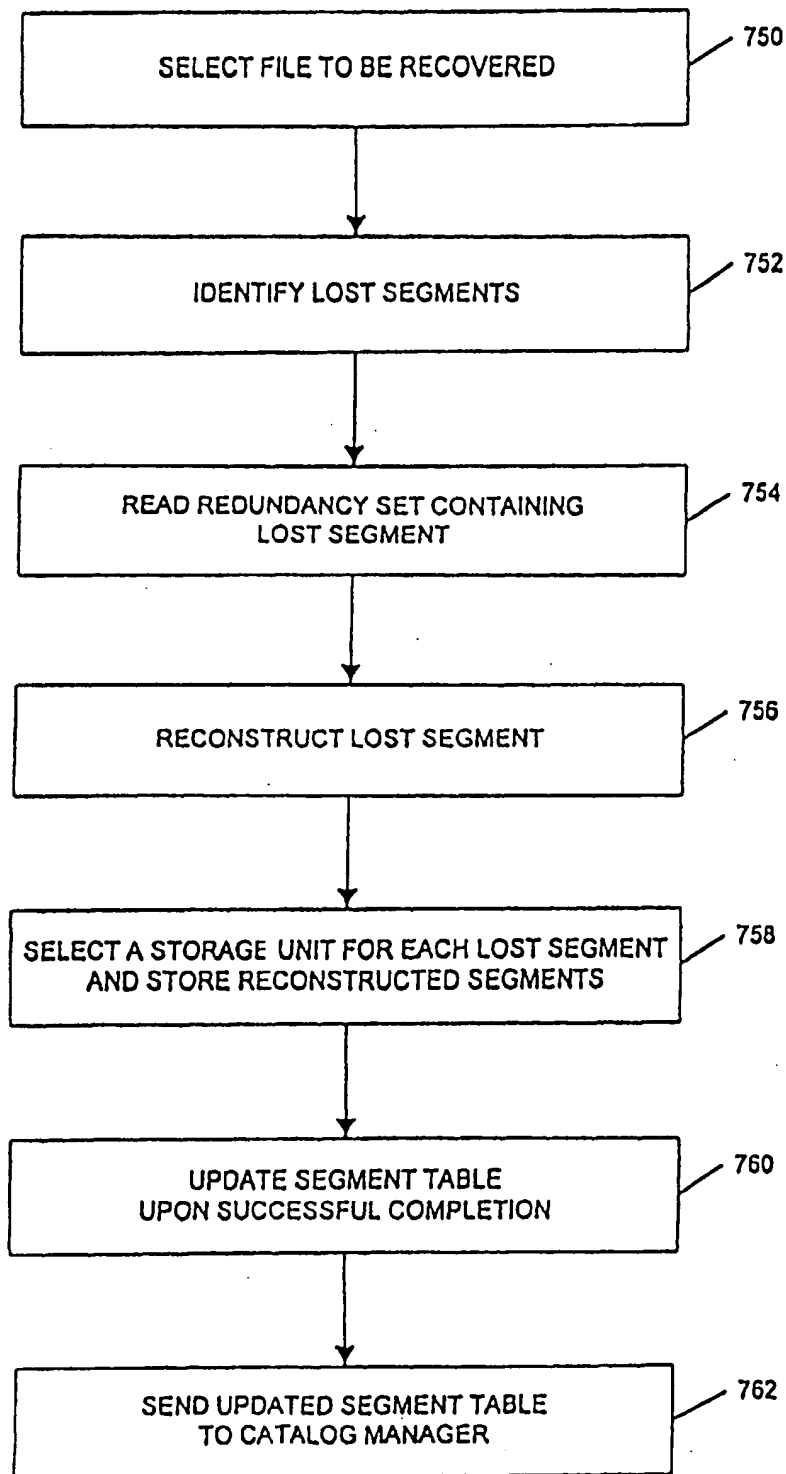 750
SELECT FILE TO BE RECOVERED
752
IDENTIFY LOST SEGMENTS
754
READ REDUNDANCY SET CONTAINING
LOST SEGMENT
756
RECONSTRUCT LOST SEGMENT
758
SELECT A STORAGE UNIT FOR EACH LOST SEGMENT
AND STORE RECONSTRUCTED SEGMENTS
760
UPDATE SEGMENT TABLE
UPON SUCCESSFUL COMPLETION
762
SEND UPDATED SEGMENT TABLE
TO CATALOG MANAGER